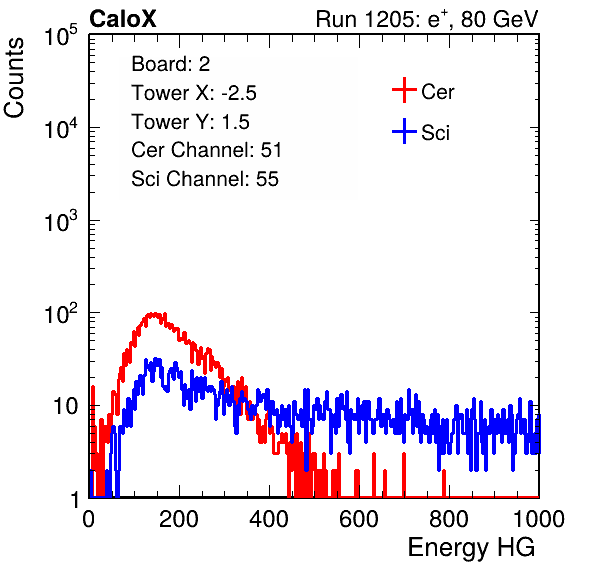 CaloX Run 1205: e⁺, 80 GeV
Counts
10⁵
10⁴
10³
10²
10
1
Board: 2
Tower X: -2.5
Tower Y: 1.5
Cer Channel: 51
Sci Channel: 55
Cer
Sci
0 200 400 600 800 1000
Energy HG